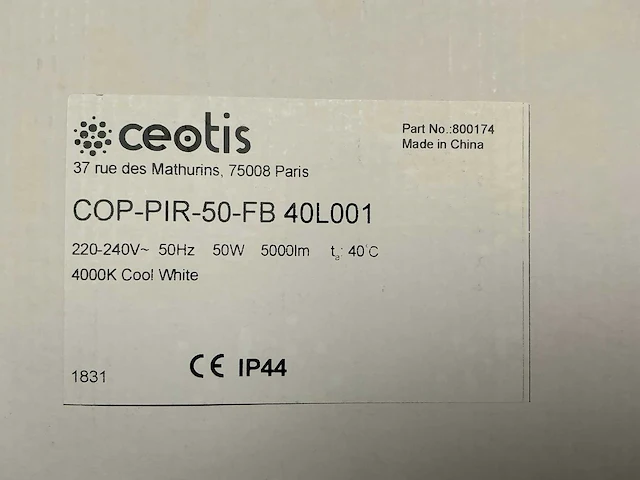 ceotis
Part No.:800174
Made in China
37 rue des Mathurins, 75008 Paris
COP-PIR-50-FB 40L001
220-240V~ 50Hz 50W 5000lm ta: 40°C
4000K Cool White
CE IP44
1831